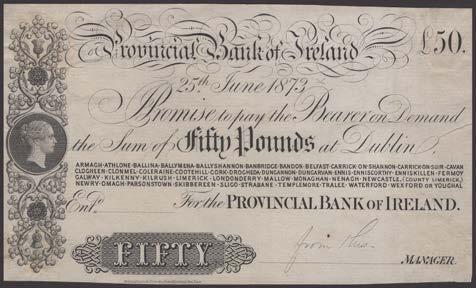 Provincial Bank of Ireland £50.
25th June 1873
Promise to pay the Bearer on Demand
the Sum of Fifty Pounds at Dublin,
ARMAGH-ATHLONE-BALLINA-BALLYMENA-BALLYSHANNON-BANBRIDGE-BANDON-BELFAST-CARRICK-ON-SHANNON-CARRICK-ON-SUIR-CAVAN
CLOGHEEN-CLONMEL-COLERAINE-COOTEHILL-CORK-DROGHEDA-DUNGANNON-DUNGARVAN-ENNIS-ENNISCORTHY-ENNISKILLEN-FERMOY
GALWAY-KILKENNY-KILRUSH-LIMERICK-LONDONDERRY-MALLOW-MONAGHAN-NENAGH-NEWCASTLE, (COUNTY LIMERICK,)
NEWRY-OMAGH-PARSONSTOWN-SKIBBEREEN-SLIGO-STRABANE-TEMPLEMORE-TRALEE-WATERFORD-WEXFORD OR YOUGHAL
Entd. For the PROVINCIAL BANK OF IRELAND.
FIFTY
from
MANAGER.